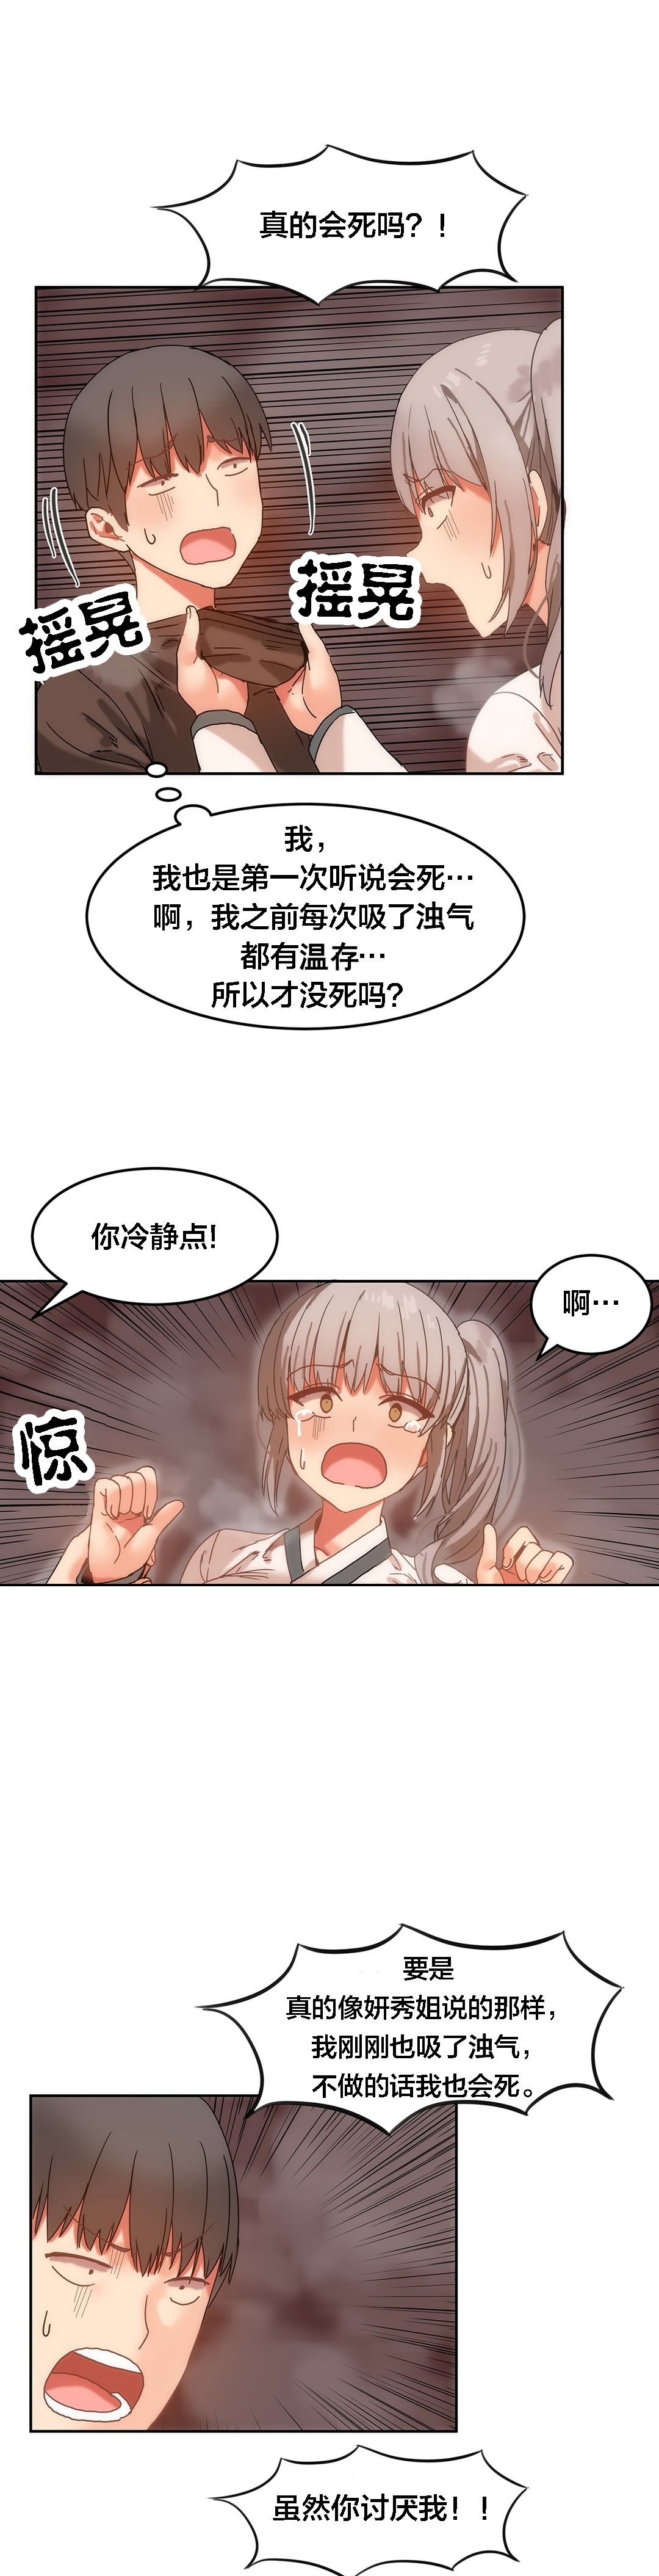 真的会死吗？！
摇晃
摇晃
我，
我也是第一次听说会死…
啊，我之前每次吸了浊气
都有温存…
所以才没死吗？
你冷静点!
啊…
惊
要是
真的像妍秀姐说的那样，
我刚刚也吸了浊气，
不做的话我也会死。
虽然你讨厌我！！